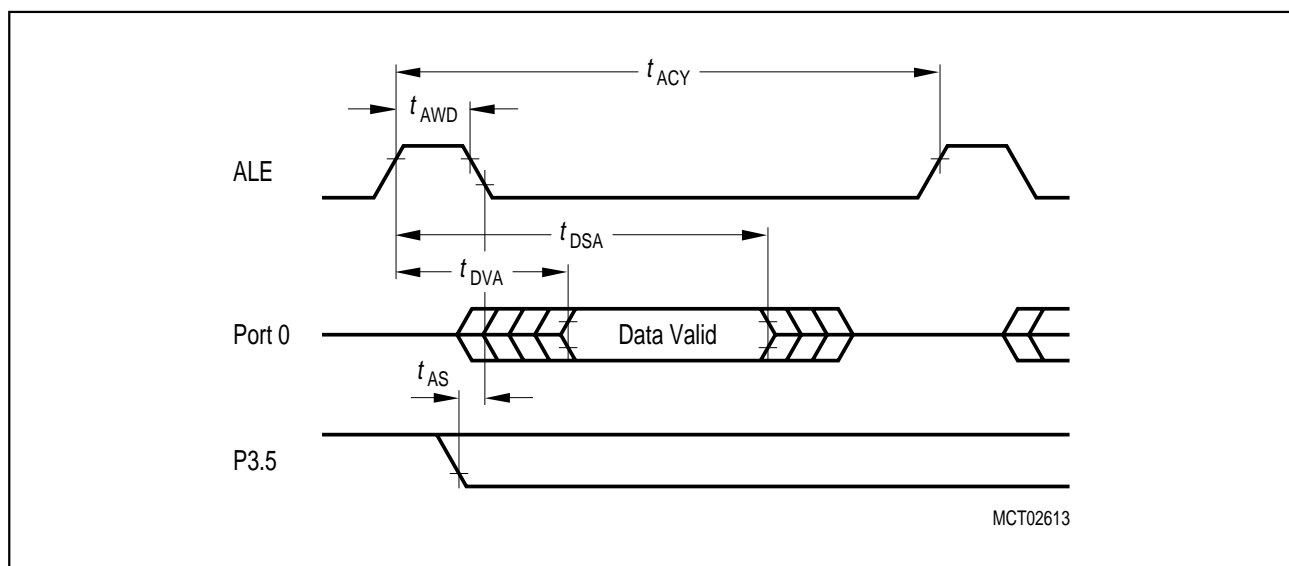 tACY
tAWD
ALE
tDSA
tDVA
Port 0
Data Valid
tAS
P3.5
MCT02613